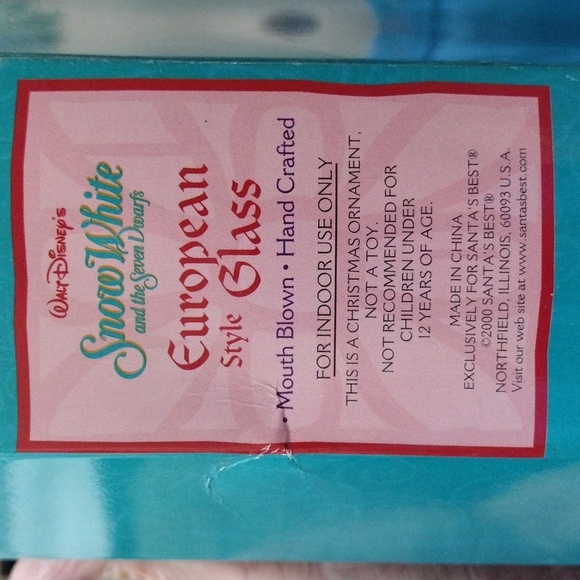 WALT DISNEY'S
Snow White
and the Seven Dwarfs
European
Style Glass
• Mouth Blown • Hand Crafted
FOR INDOOR USE ONLY
THIS IS A CHRISTMAS ORNAMENT,
NOT A TOY.
NOT RECOMMENDED FOR
CHILDREN UNDER
12 YEARS OF AGE.
MADE IN CHINA
EXCLUSIVELY FOR SANTA'S BEST®
©2000 SANTA'S BEST®
NORTHFIELD, ILLINOIS, 60093 U.S.A.
Visit our web site at www.santasbest.com